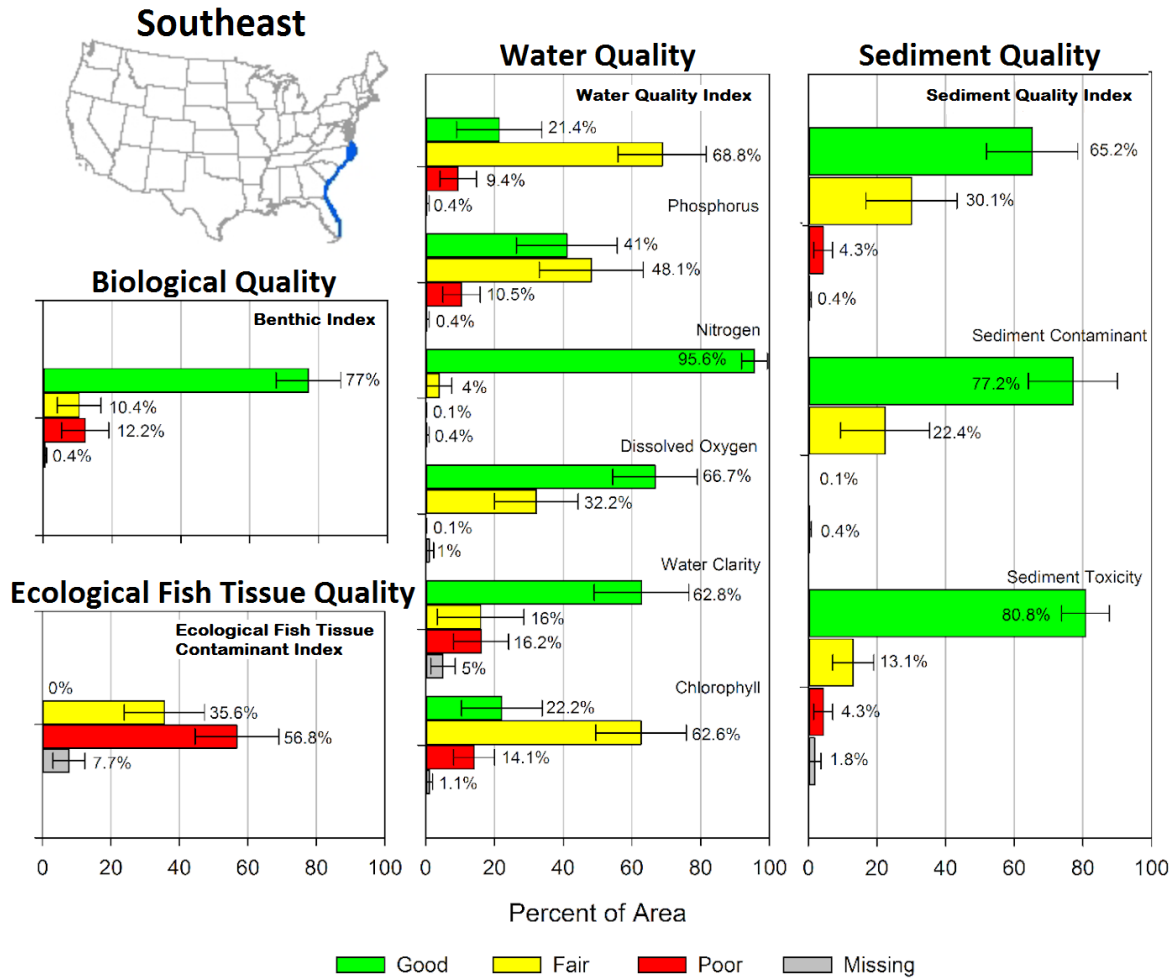 Southeast
Biological Quality
Benthic Index
77%
10.4%
12.2%
0.4%
Ecological Fish Tissue Quality
Ecological Fish Tissue
Contaminant Index
0%
35.6%
56.8%
7.7%
0 20 40 60 80 100
Water Quality
Water Quality Index
21.4%
68.8%
9.4%
0.4%
Phosphorus
41%
48.1%
10.5%
0.4%
Nitrogen
95.6%
4%
0.1%
0.4%
Dissolved Oxygen
66.7%
32.2%
0.1%
1%
Water Clarity
62.8%
16%
16.2%
5%
Chlorophyll
22.2%
62.6%
14.1%
1.1%
0 20 40 60 80 100
Sediment Quality
Sediment Quality Index
65.2%
30.1%
4.3%
0.4%
Sediment Contaminant
77.2%
22.4%
0.1%
0.4%
Sediment Toxicity
80.8%
13.1%
4.3%
1.8%
0 20 40 60 80 100
Percent of Area
Good Fair Poor Missing